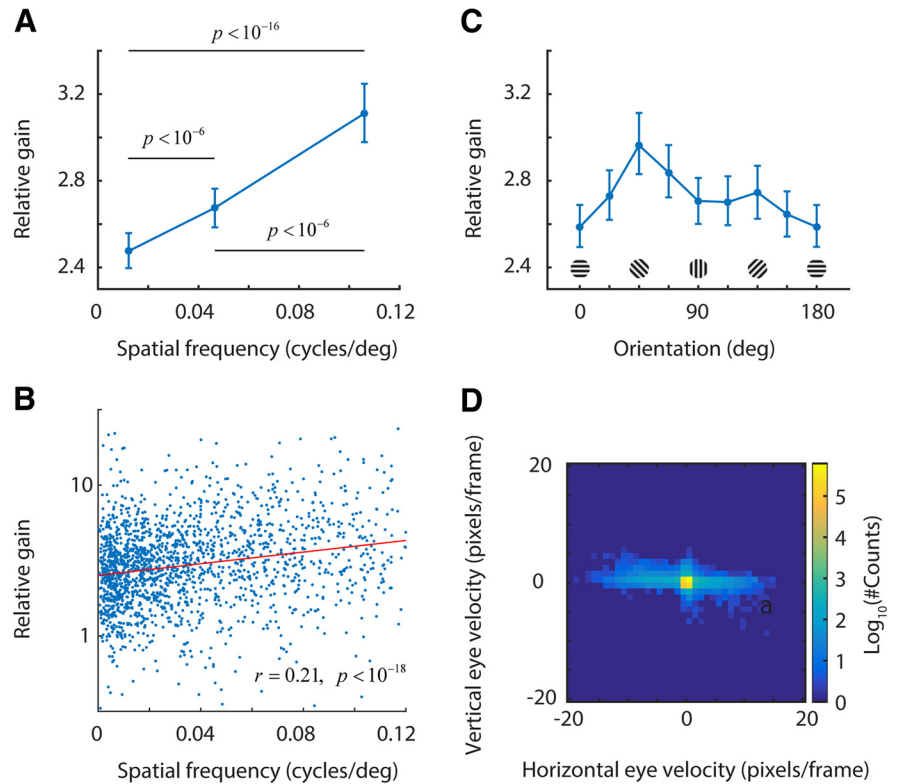 A
p < 10⁻¹⁶
3.2
p < 10⁻⁶
2.8
p < 10⁻⁶
2.4
Relative gain
0 0.04 0.08 0.12
Spatial frequency (cycles/deg)
C
3.2
2.8
2.4
Relative gain
0 90 180
Orientation (deg)
B
10
1
Relative gain
r = 0.21, p < 10⁻¹⁸
0 0.04 0.08 0.12
Spatial frequency (cycles/deg)
D
20
0
-20
Vertical eye velocity (pixels/frame)
a
-20 0 20
Horizontal eye velocity (pixels/frame)
5
4
3
2
1
0
Log₁₀(#Counts)